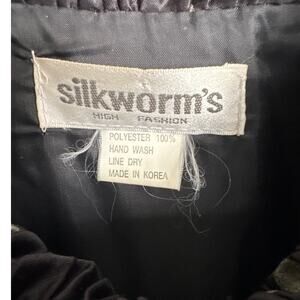 silkworm's
HIGH FASHION
POLYESTER 100%
HAND WASH
LINE DRY
MADE IN KOREA